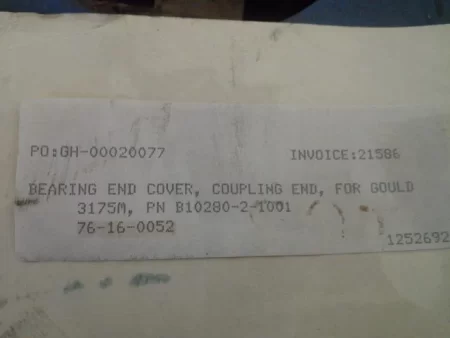 PO:GH-00020077 INVOICE:21586
BEARING END COVER, COUPLING END, FOR GOULD
3175M, PN B10280-2-1001
76-16-0052
1252692